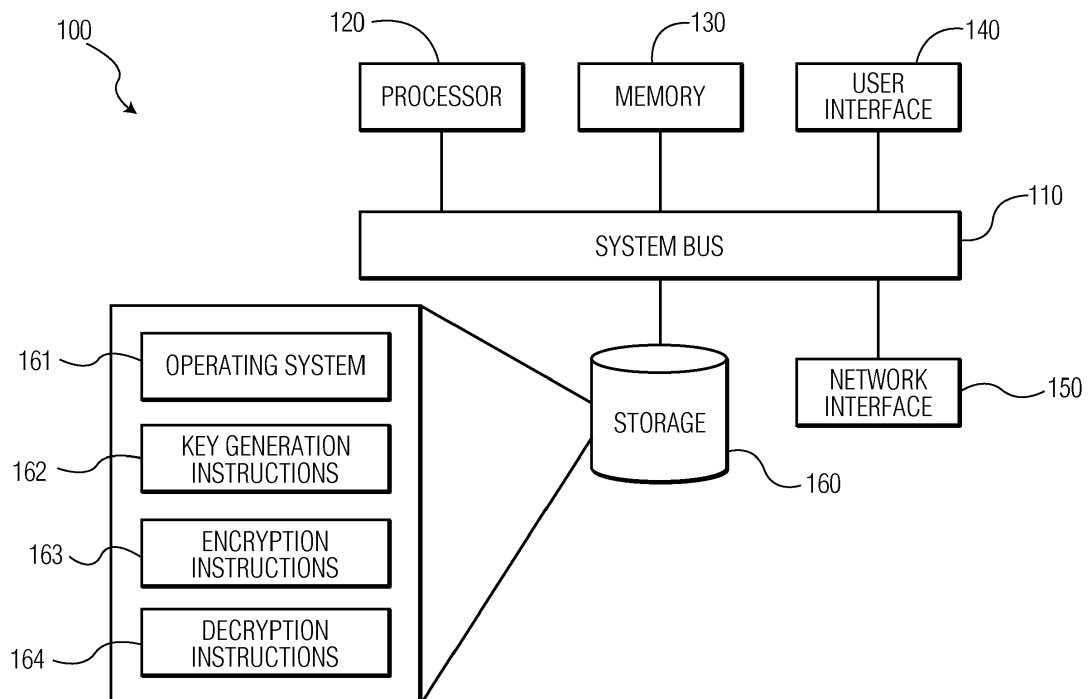 100
120
130
140
PROCESSOR
MEMORY
USER
INTERFACE
110
SYSTEM BUS
161
OPERATING SYSTEM
STORAGE
NETWORK
INTERFACE
150
162
KEY GENERATION
INSTRUCTIONS
160
163
ENCRYPTION
INSTRUCTIONS
164
DECRYPTION
INSTRUCTIONS